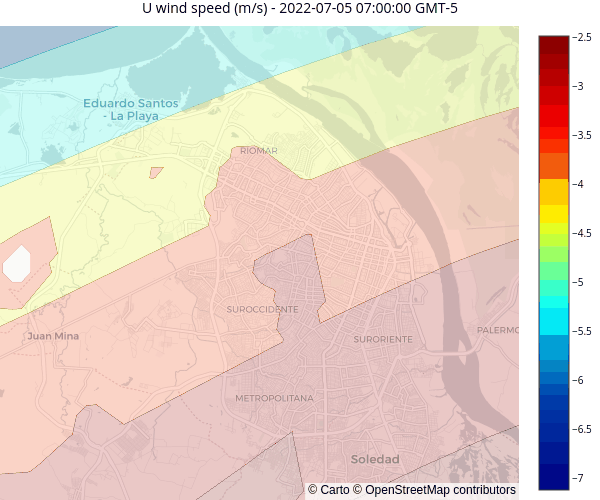 U wind speed (m/s) - 2022-07-05 07:00:00 GMT-5
−2.5
−3
−3.5
−4
−4.5
−5
−5.5
−6
−6.5
−7
Eduardo Santos
- La Playa
RIOMAR
SUROCCIDENTE
Juan Mina
SURORIENTE
PALERMO
METROPOLITANA
Soledad
© Carto © OpenStreetMap contributors